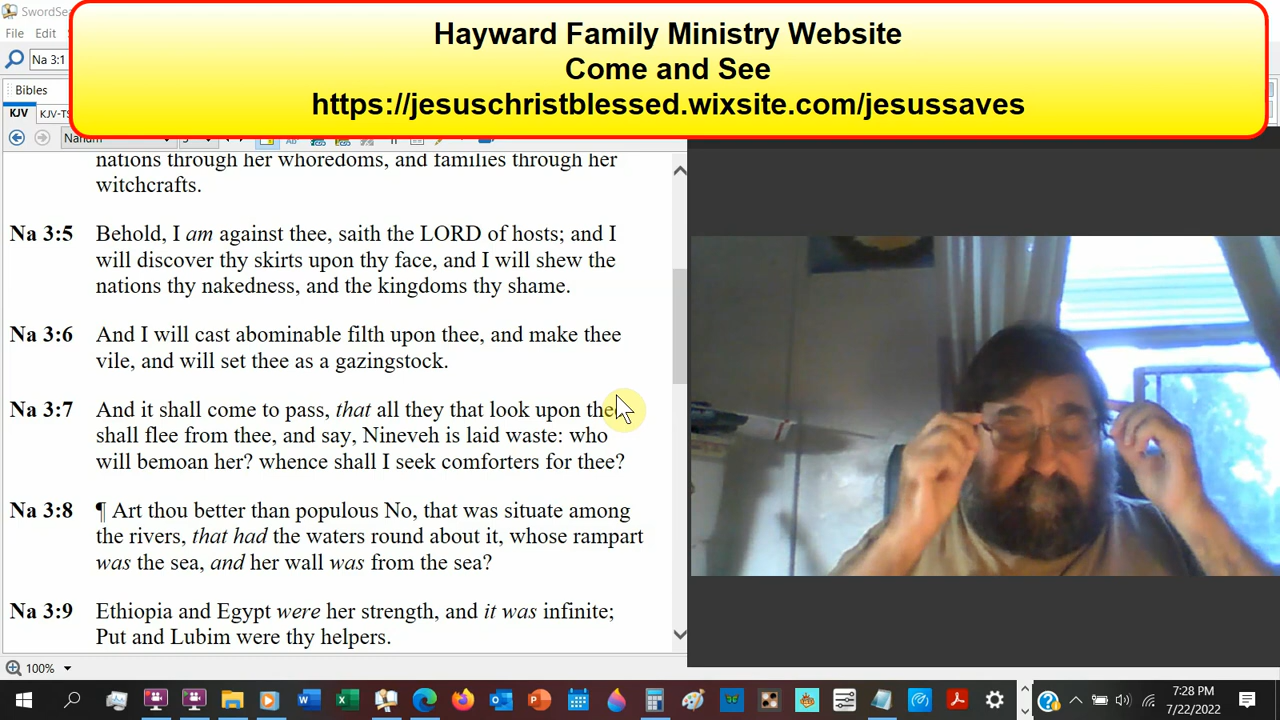 SwordSe
Hayward Family Ministry Website
Come and See
https://jesuschristblessed.wixsite.com/jesussaves
File Edit
Na 3:1
Bibles
KJV KJV-TS
nations through her whoredoms, and families through her
witchcrafts.
Na 3:5 Behold, I am against thee, saith the LORD of hosts; and I
will discover thy skirts upon thy face, and I will shew the
nations thy nakedness, and the kingdoms thy shame.
Na 3:6 And I will cast abominable filth upon thee, and make thee
vile, and will set thee as a gazingstock.
Na 3:7 And it shall come to pass, that all they that look upon thee
shall flee from thee, and say, Nineveh is laid waste: who
will bemoan her? whence shall I seek comforters for thee?
Na 3:8 ¶ Art thou better than populous No, that was situate among
the rivers, that had the waters round about it, whose rampart
was the sea, and her wall was from the sea?
Na 3:9 Ethiopia and Egypt were her strength, and it was infinite;
Put and Lubim were thy helpers.
100%
7:28 PM
7/22/2022